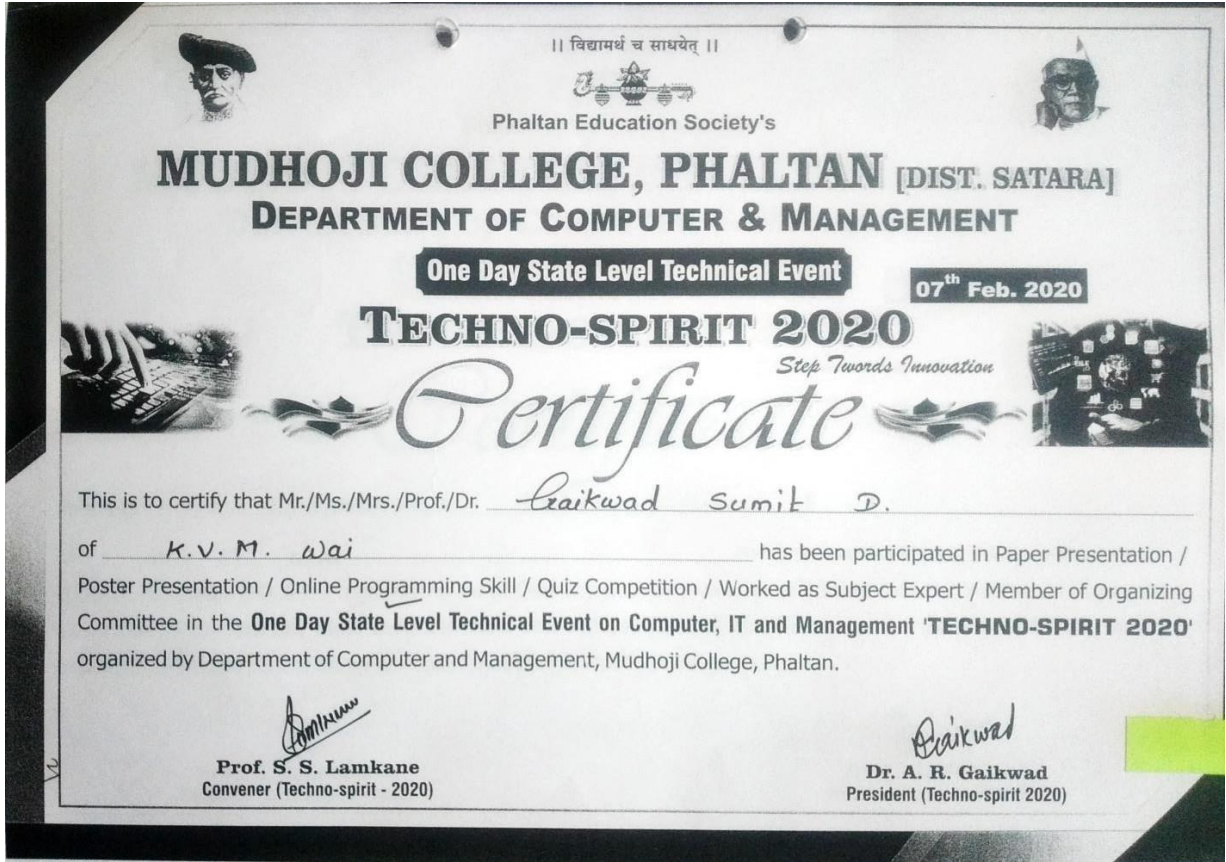 ।। विद्यामर्थं च साधयेत् ।।
Phaltan Education Society's
MUDHOJI COLLEGE, PHALTAN [DIST. SATARA]
DEPARTMENT OF COMPUTER & MANAGEMENT
One Day State Level Technical Event
07th Feb. 2020
TECHNO-SPIRIT 2020
Step Twords Innovation
Certificate
This is to certify that Mr./Ms./Mrs./Prof./Dr. Gaikwad Sumit D.
of K.V.M. Wai has been participated in Paper Presentation /
Poster Presentation / Online Programming Skill / Quiz Competition / Worked as Subject Expert / Member of Organizing
Committee in the One Day State Level Technical Event on Computer, IT and Management 'TECHNO-SPIRIT 2020'
organized by Department of Computer and Management, Mudhoji College, Phaltan.
Gaikwad
Prof. S. S. Lamkane
Convener (Techno-spirit - 2020)
Dr. A. R. Gaikwad
President (Techno-spirit 2020)